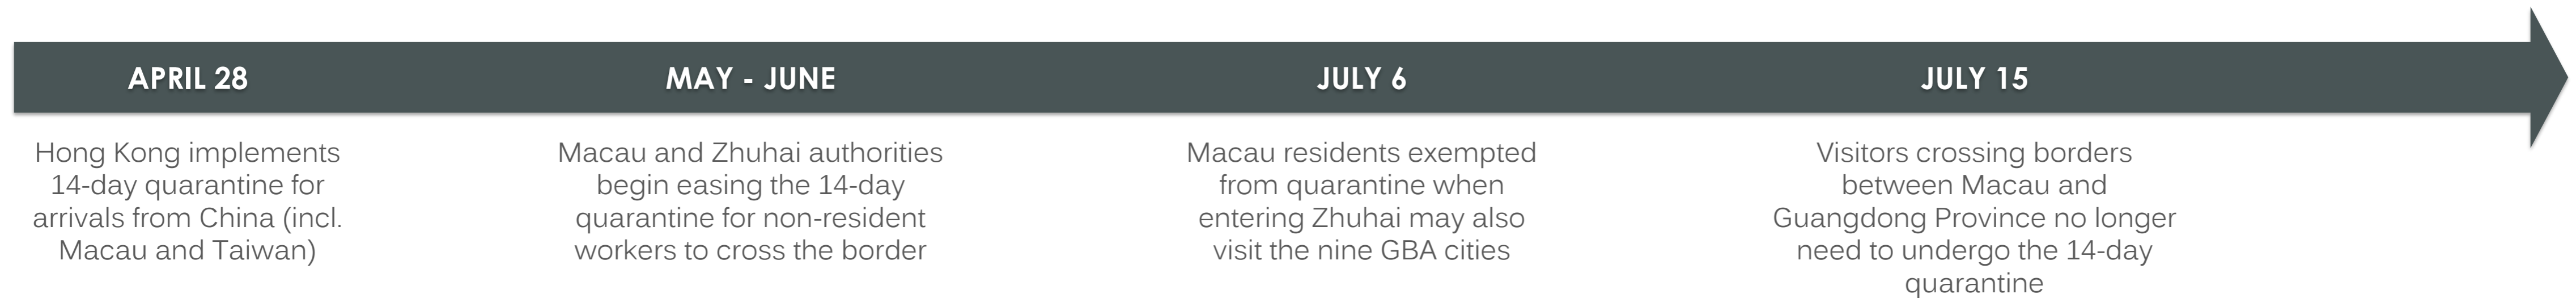 APRIL 28
Hong Kong implements
14-day quarantine for
arrivals from China (incl.
Macau and Taiwan)
MAY - JUNE
Macau and Zhuhai authorities
begin easing the 14-day
quarantine for non-resident
workers to cross the border
JULY 6
Macau residents exempted
from quarantine when
entering Zhuhai may also
visit the nine GBA cities
JULY 15
Visitors crossing borders
between Macau and
Guangdong Province no longer
need to undergo the 14-day
quarantine